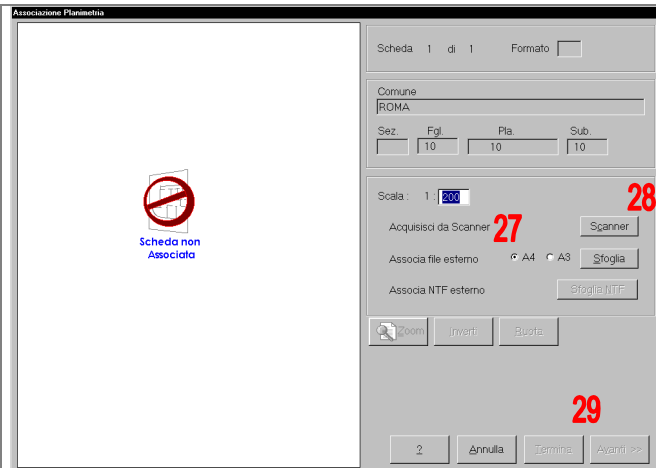 Associazione Planimetria
Scheda 1 di 1 Formato
Comune
ROMA
Sez. Fgl. Pla. Sub.
10 10 10
Scala : 1 : 200
28
Acquisisci da Scanner 27 Scanner
Associa file esterno A4 A3 Sfoglia
Associa NTF esterno Sfoglia NTF
Scheda non
Associata
Zoom Inverti Ruota
29
? Annulla Termina Avanti >>